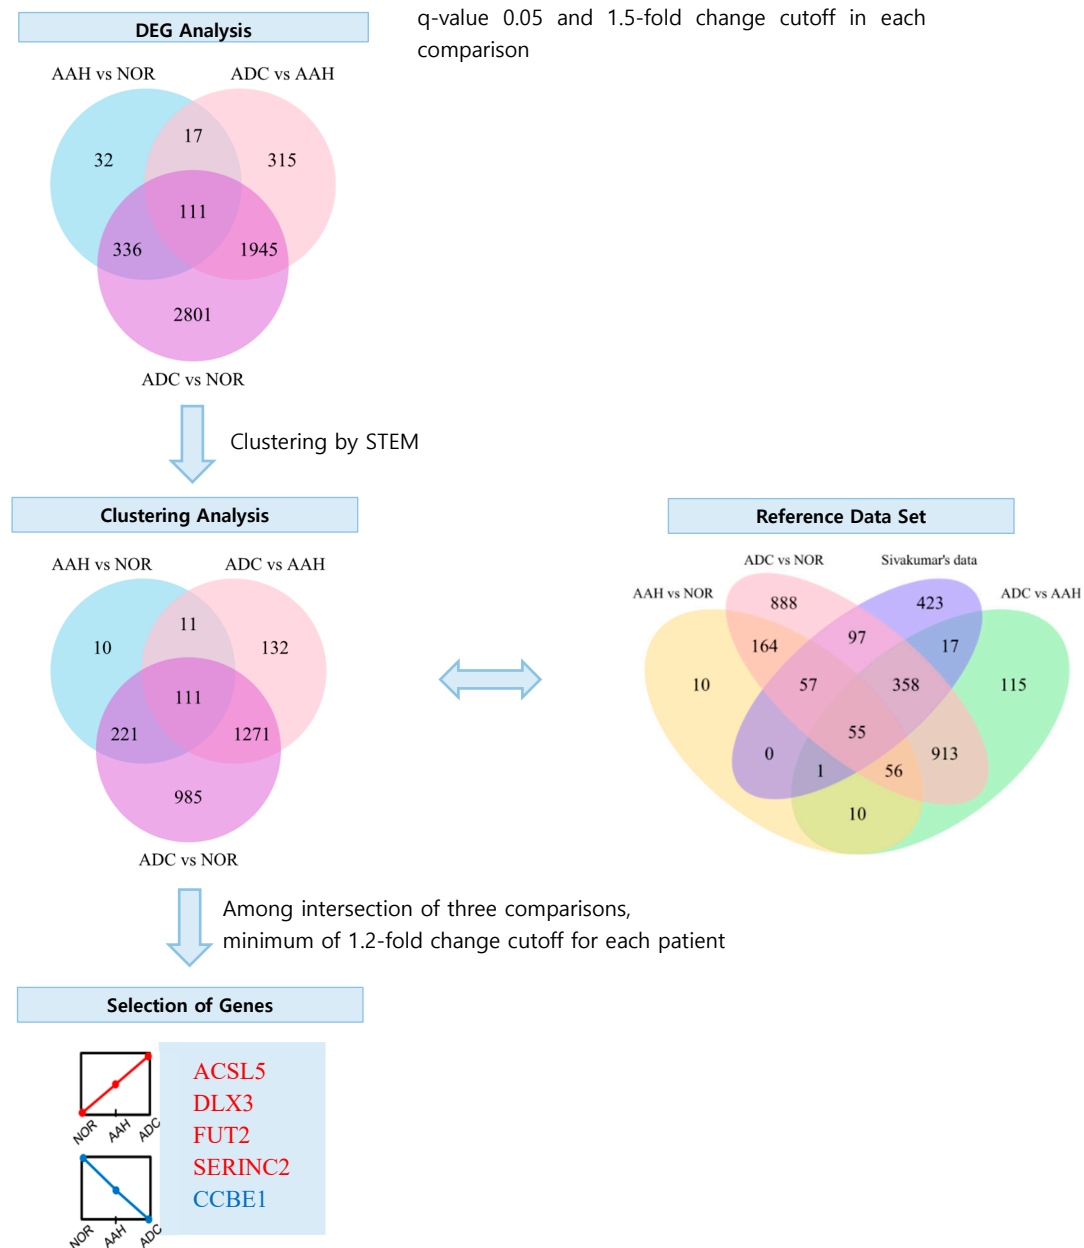 DEG Analysis
q-value 0.05 and 1.5-fold change cutoff in each
comparison
AAH vs NOR
ADC vs AAH
17
32
315
111
336
1945
2801
ADC vs NOR
Clustering by STEM
Clustering Analysis
AAH vs NOR
ADC vs AAH
11
10
132
111
221
1271
985
ADC vs NOR
Reference Data Set
ADC vs NOR
Sivakumar's data
AAH vs NOR
ADC vs AAH
888
423
164
97
17
10
57
358
115
55
0
1
56
913
10
Among intersection of three comparisons,
minimum of 1.2-fold change cutoff for each patient
Selection of Genes
NOR
AAH
ADC
NOR
AAH
ADC
ACSL5
DLX3
FUT2
SERINC2
CCBE1